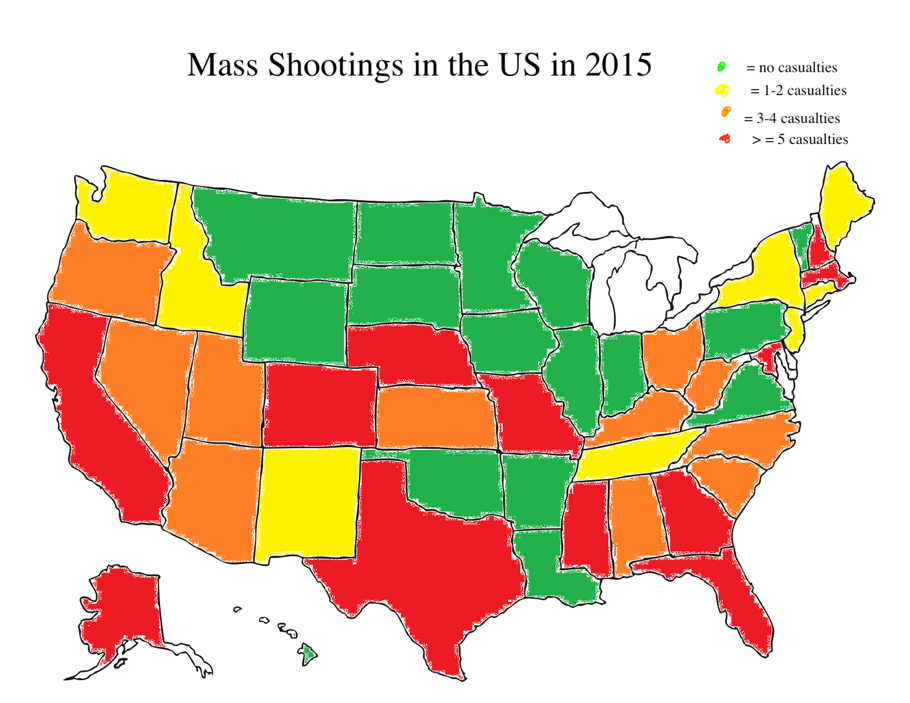 Mass Shootings in the US in 2015
= no casualties
= 1-2 casualties
= 3-4 casualties
> = 5 casualties